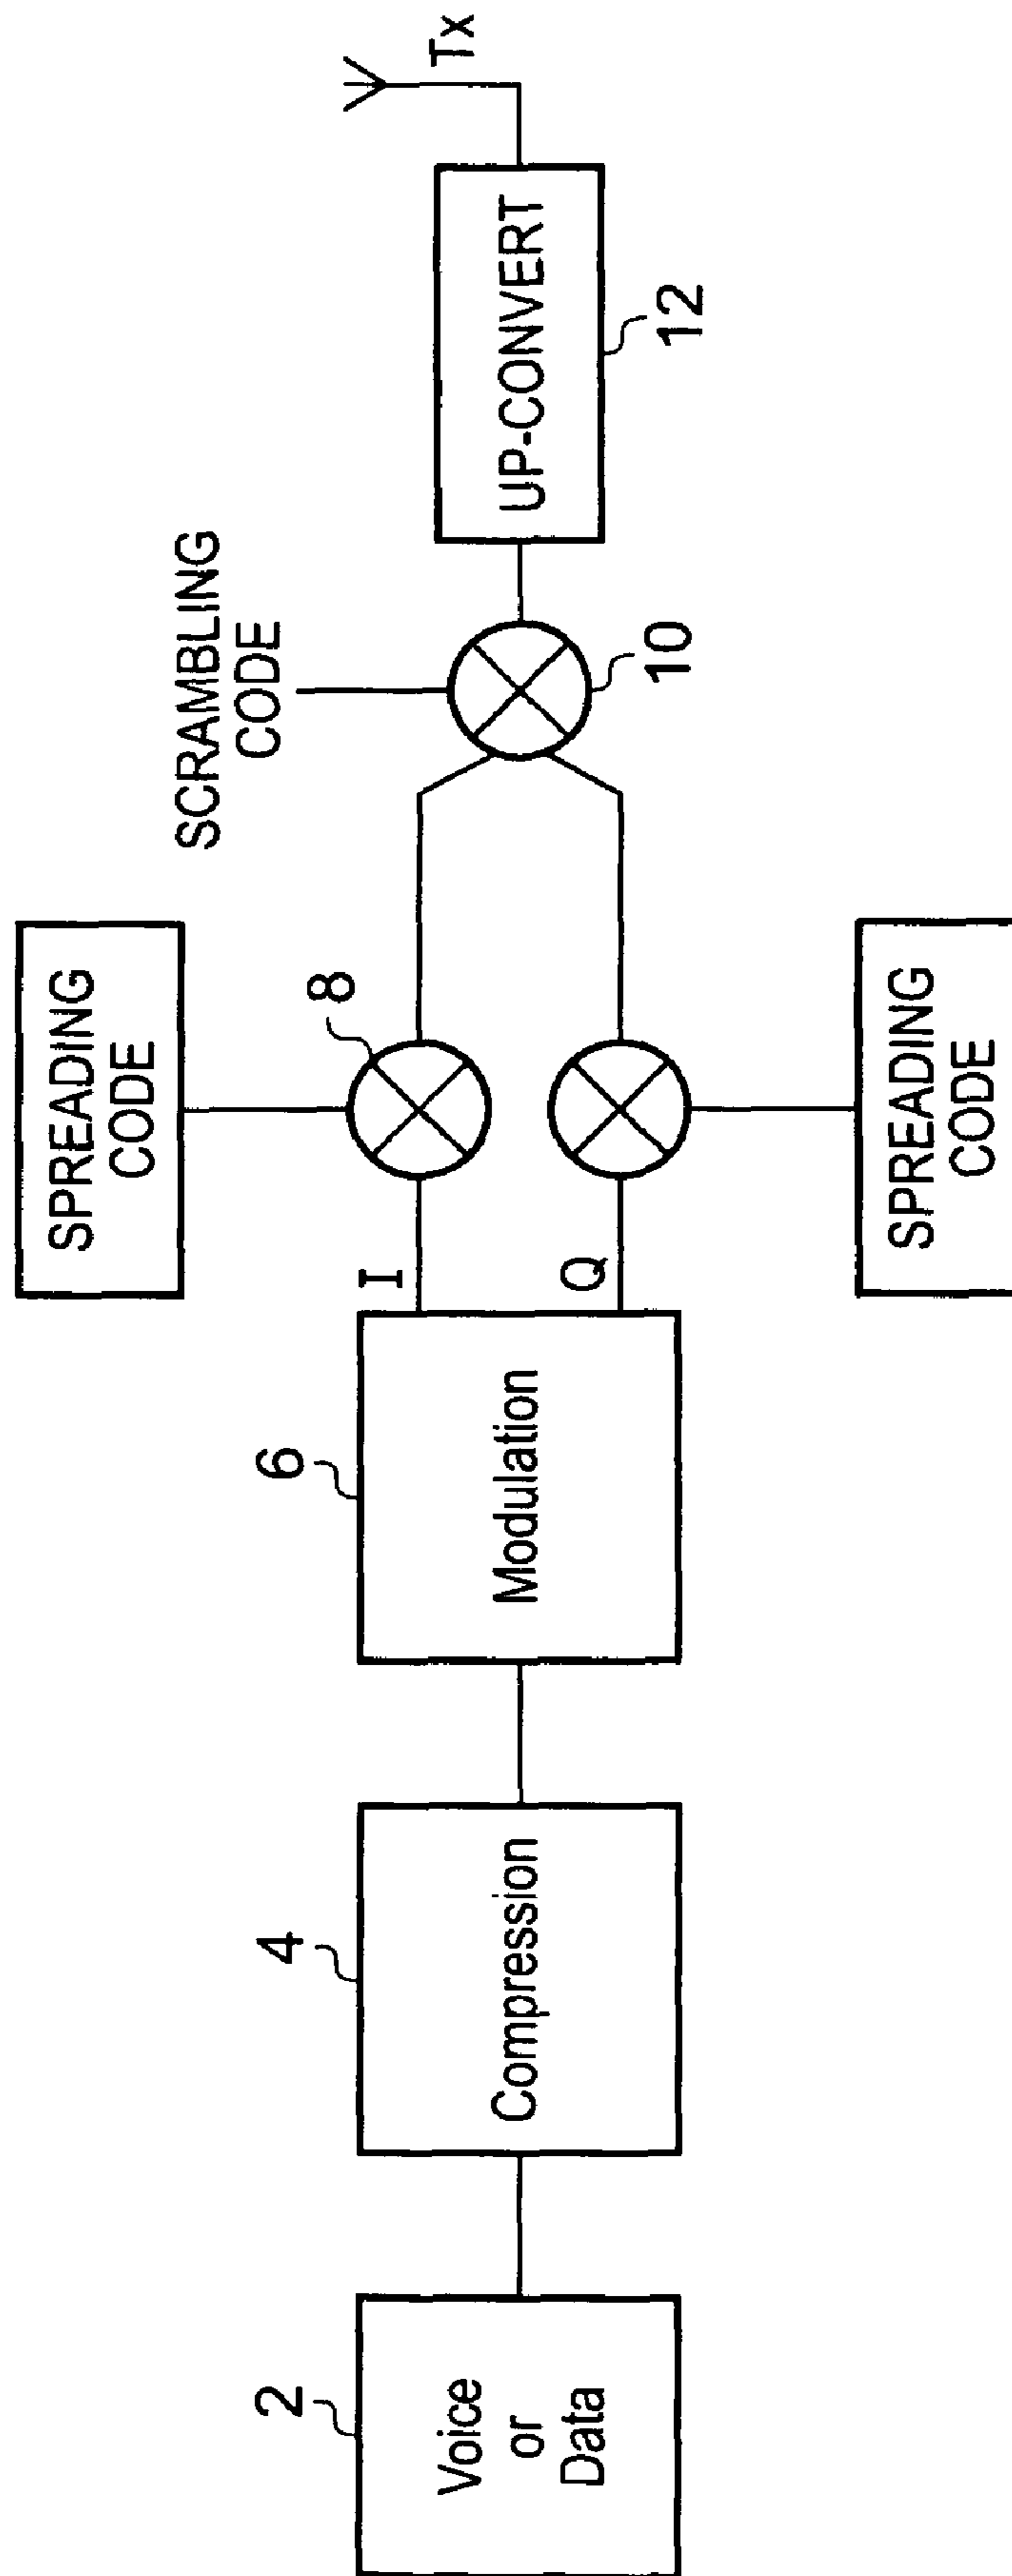 2
Voice
or
Data
4
Compression
6
Modulation
I
Q
SPREADING
CODE
8
SPREADING
CODE
SCRAMBLING
CODE
10
UP-CONVERT
12
Tx